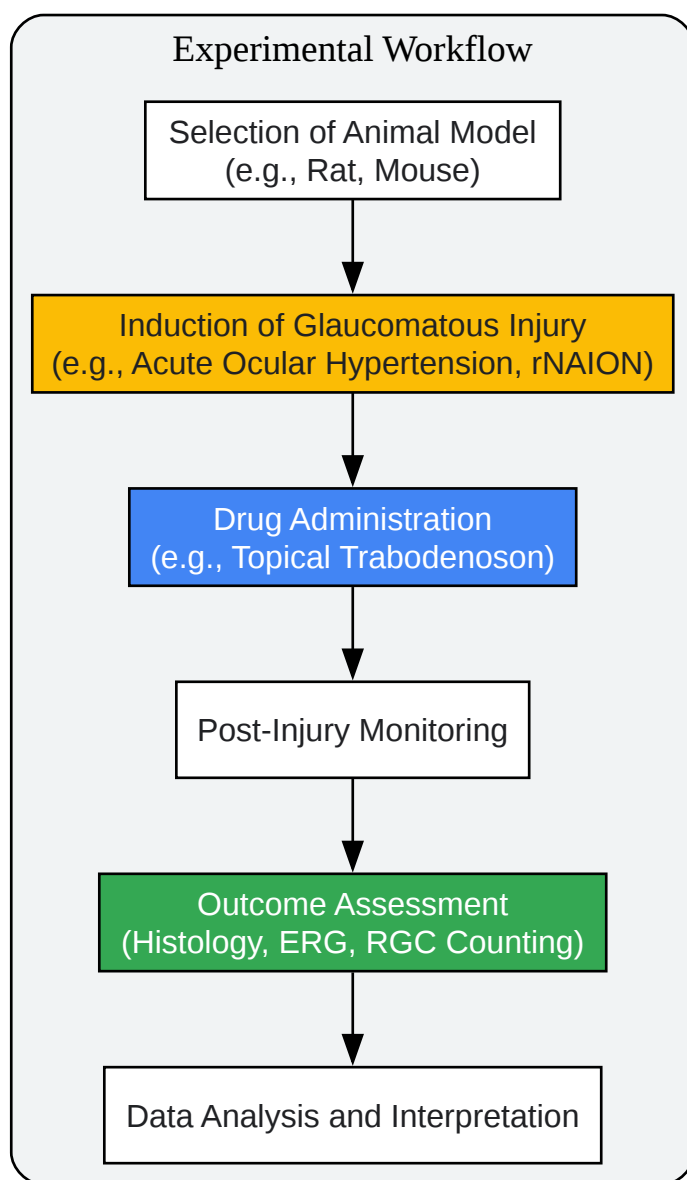 Experimental Workflow
Selection of Animal Model
(e.g., Rat, Mouse)
Induction of Glaucomatous Injury
(e.g., Acute Ocular Hypertension, rNAION)
Drug Administration
(e.g., Topical Trabodenoson)
Post-Injury Monitoring
Outcome Assessment
(Histology, ERG, RGC Counting)
Data Analysis and Interpretation